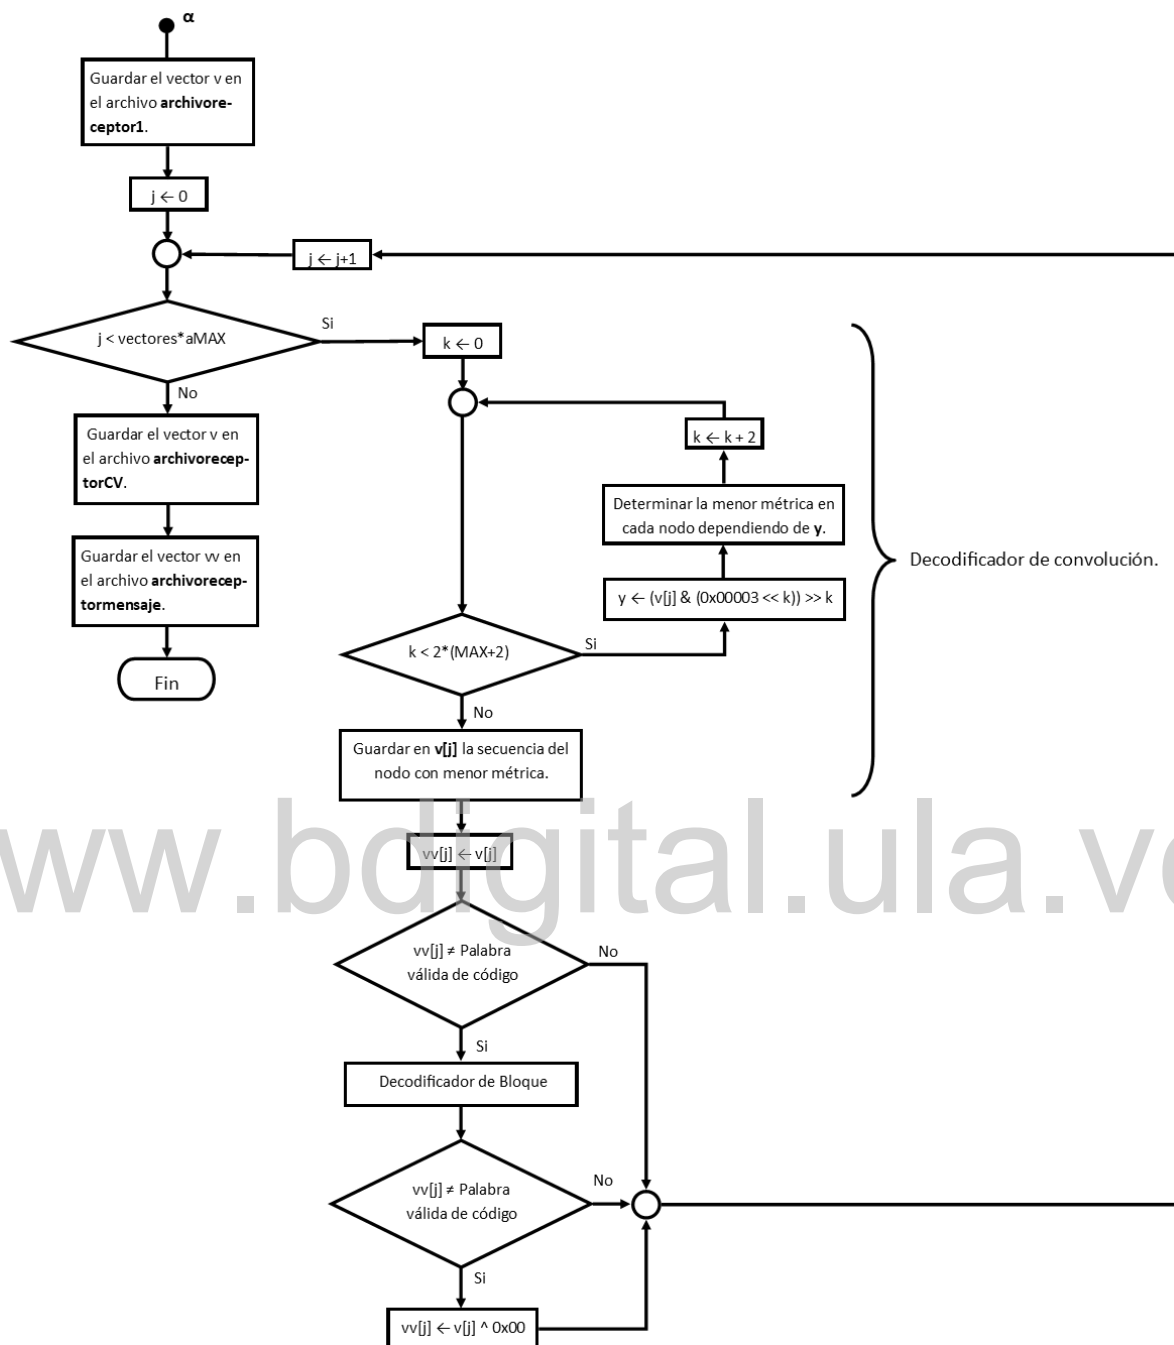 α
Guardar el vector v en
el archivo archivore-
ceptor1.
j ← 0
j ← j+1
j < vectores*aMAX
Si
No
k ← 0
k ← k + 2
Guardar el vector v en
el archivo archivorecep-
torCV.
Determinar la menor métrica en
cada nodo dependiendo de y.
Guardar el vector vv en
el archivo archivorecep-
tormensaje.
y ← (v[j] & (0x00003 << k)) >> k
Decodificador de convolución.
k < 2*(MAX+2)
Si
No
Fin
Guardar en v[j] la secuencia del
nodo con menor métrica.
www.bdigital.ula.ve
vv[j] ← v[j]
vv[j] ≠ Palabra
válida de código
No
Si
Decodificador de Bloque
vv[j] ≠ Palabra
válida de código
No
Si
vv[j] ← v[j] ^ 0x00